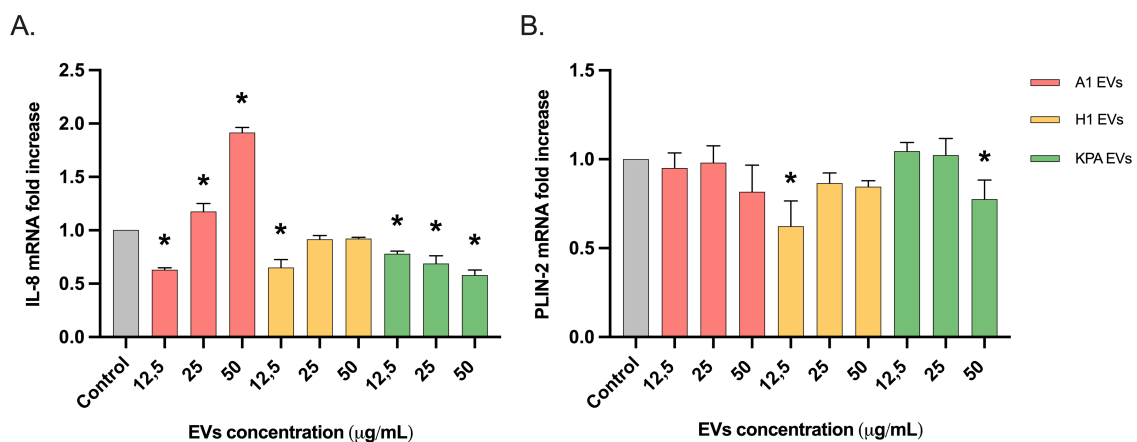 A.
IL-8 mRNA fold increase
2.5
2.0
1.5
1.0
0.5
0.0
* * * * * * *
Control 12,5 25 50 12,5 25 50 12,5 25 50
EVs concentration (μg/mL)
B.
PLIN-2 mRNA fold increase
1.5
1.0
0.5
0.0
* *
Control 12,5 25 50 12,5 25 50 12,5 25 50
EVs concentration (μg/mL)
A1 EVs
H1 EVs
KPA EVs